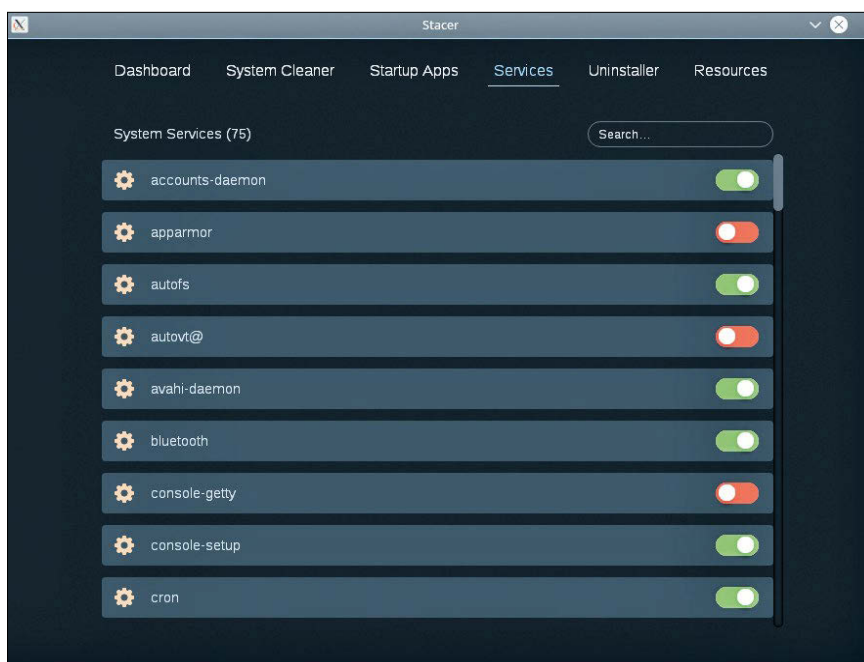 Stacer
Dashboard System Cleaner Startup Apps Services Uninstaller Resources
System Services (75) Search...
accounts-daemon
apparmor
autofs
autovt@
avahi-daemon
bluetooth
console-getty
console-setup
cron